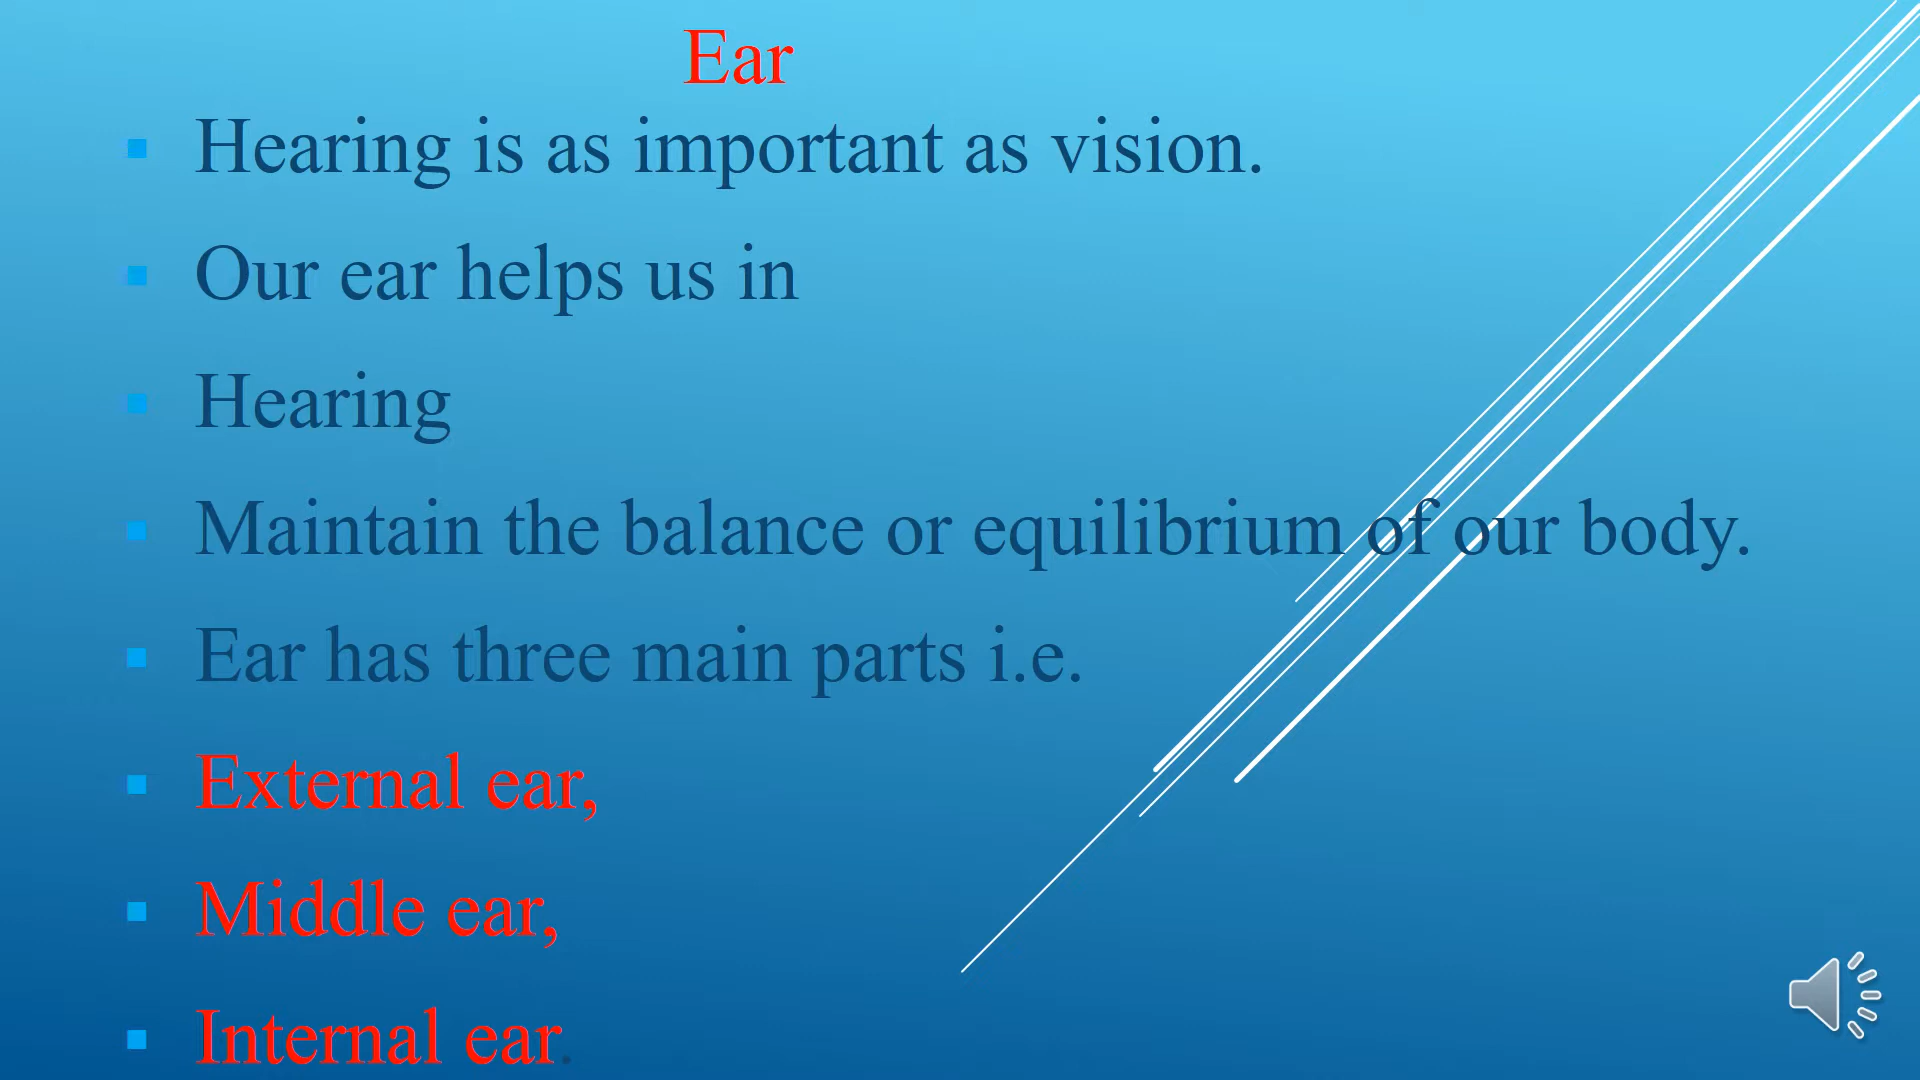 Ear
Hearing is as important as vision.
Our ear helps us in
Hearing
Maintain the balance or equilibrium of our body.
Ear has three main parts i.e.
External ear,
Middle ear,
Internal ear.